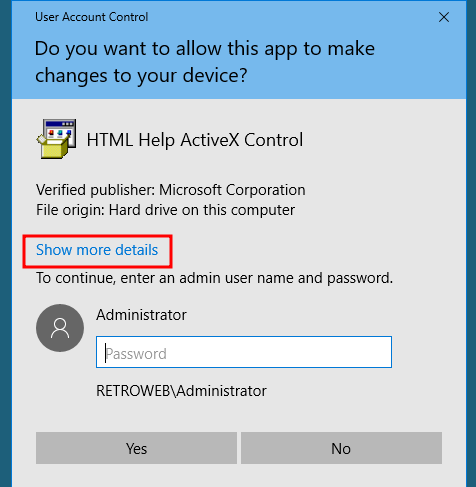 User Account Control
Do you want to allow this app to make
changes to your device?
HTML Help ActiveX Control
Verified publisher: Microsoft Corporation
File origin: Hard drive on this computer
Show more details
To continue, enter an admin user name and password.
Administrator
Password
RETROWEB\Administrator
Yes
No